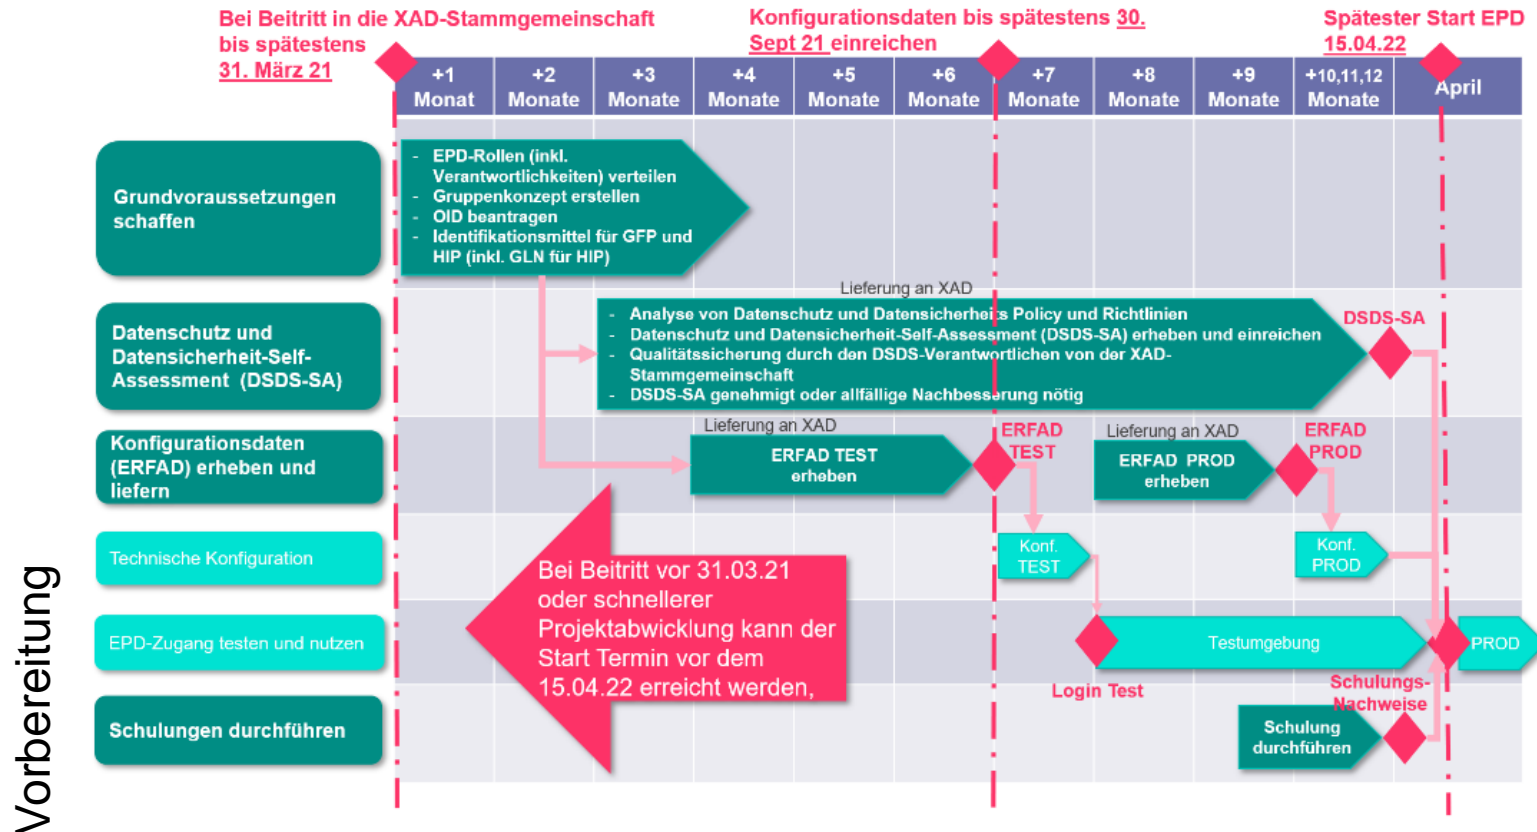 Bei Beitritt in die XAD-Stammgemeinschaft
bis spätestens
31. März 21
Konfigurationsdaten bis spätestens 30.
Sept 21 einreichen
Spätester Start EPD
15.04.22
+1
Monat
+2
Monate
+3
Monate
+4
Monate
+5
Monate
+6
Monate
+7
Monate
+8
Monate
+9
Monate
+10,11,12
Monate
April
Grundvoraussetzungen
schaffen
- EPD-Rollen (inkl.
Verantwortlichkeiten) verteilen
- Gruppenkonzept erstellen
- OID beantragen
- Identifikationsmittel für GFP und
HIP (inkl. GLN für HIP)
Datenschutz und
Datensicherheit-Self-
Assessment (DSDS-SA)
Lieferung an XAD
- Analyse von Datenschutz und Datensicherheits Policy und Richtlinien
- Datenschutz und Datensicherheit-Self-Assessment (DSDS-SA) erheben und einreichen
- Qualitätssicherung durch den DSDS-Verantwortlichen von der XAD-
Stammgemeinschaft
- DSDS-SA genehmigt oder allfällige Nachbesserung nötig
DSDS-SA
Konfigurationsdaten
(ERFAD) erheben und
liefern
Lieferung an XAD
ERFAD TEST
erheben
ERFAD
TEST
Lieferung an XAD
ERFAD PROD
erheben
ERFAD
PROD
Technische Konfiguration
Konf.
TEST
Konf.
PROD
Bei Beitritt vor 31.03.21
oder schnellerer
Projektabwicklung kann der
Start Termin vor dem
15.04.22 erreicht werden,
EPD-Zugang testen und nutzen
Testumgebung
PROD
Login Test
Schulungs-
Nachweise
Schulungen durchführen
Schulung
durchführen
Vorbereitung